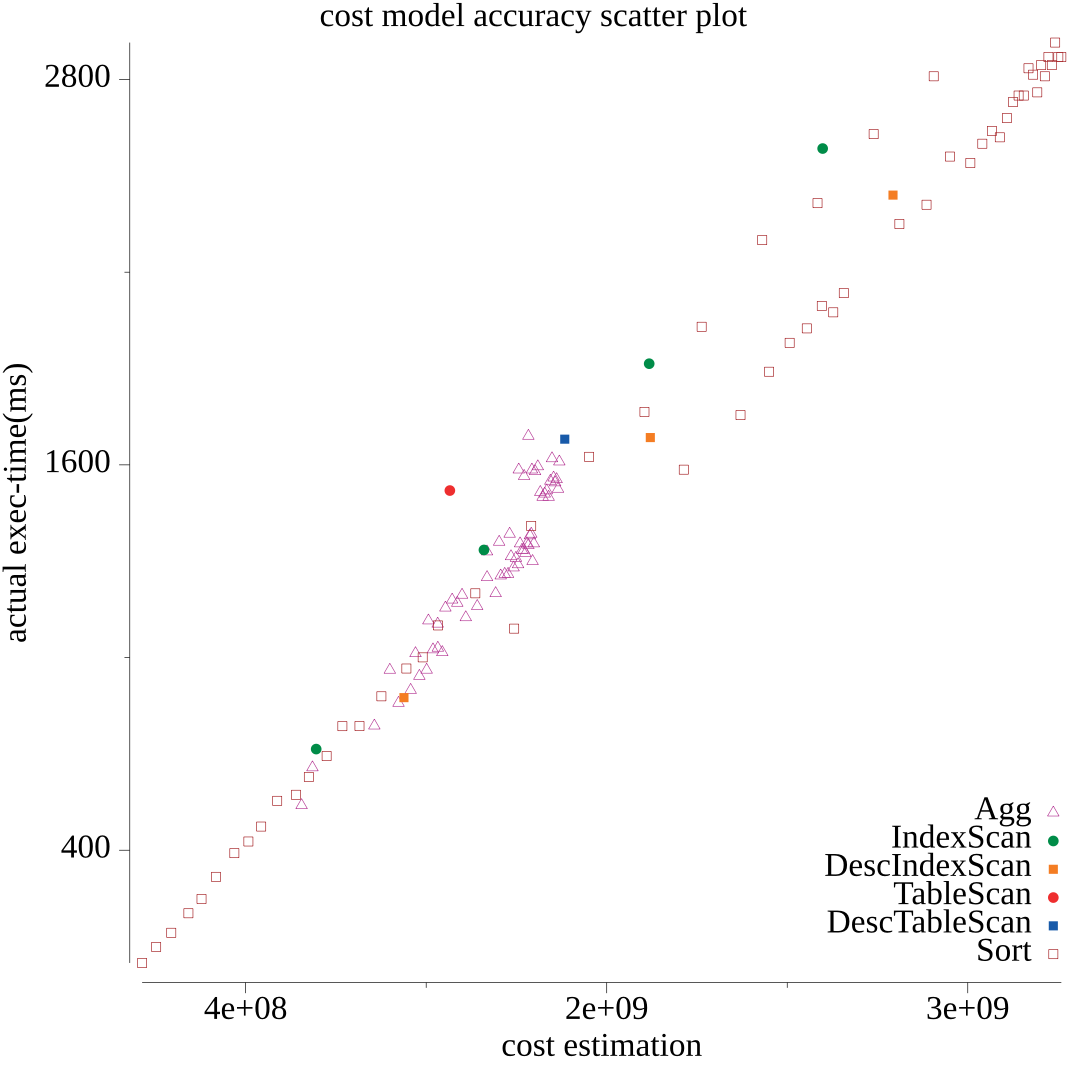 cost model accuracy scatter plot
2800
1600
400
actual exec-time(ms)
Agg
IndexScan
DescIndexScan
TableScan
DescTableScan
Sort
4e+08
2e+09
3e+09
cost estimation